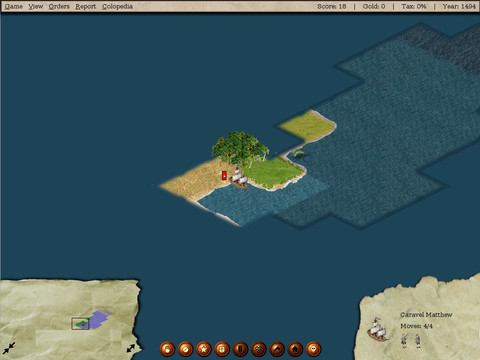 Game View Orders Report Colopedia Score: 18 | Gold: 0 | Tax: 0% | Year: 1494
Caravel Matthew
Moves: 4/4